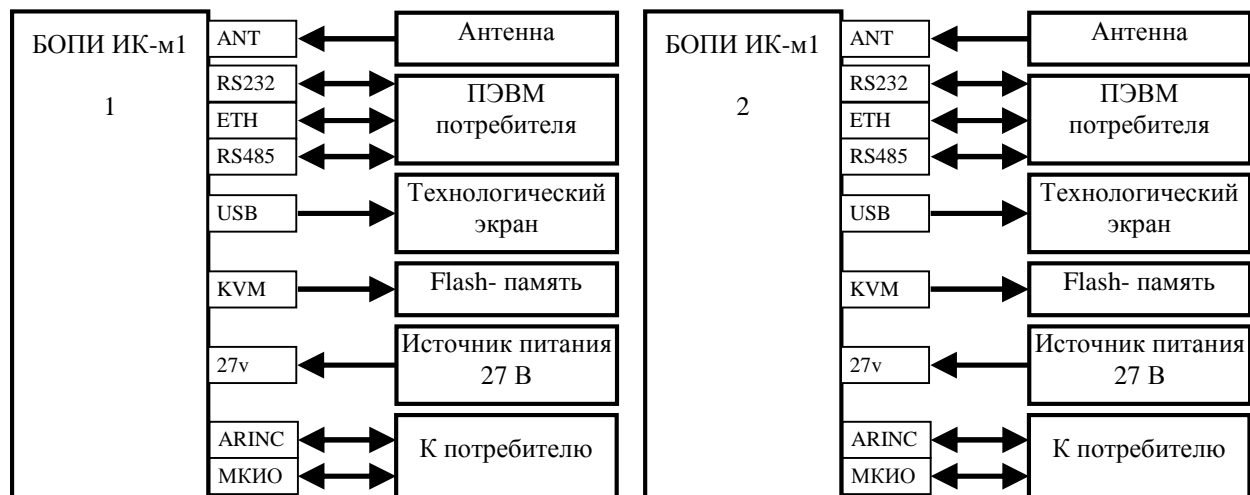 БОПИ ИК-м1
1
ANT
Антенна
RS232
ETH
RS485
ПЭВМ
потребителя
USB
Технологический
экран
KVM
Flash- память
27v
Источник питания
27 В
ARINC
МКИО
К потребителю
БОПИ ИК-м1
2
ANT
Антенна
RS232
ETH
RS485
ПЭВМ
потребителя
USB
Технологический
экран
KVM
Flash- память
27v
Источник питания
27 В
ARINC
МКИО
К потребителю